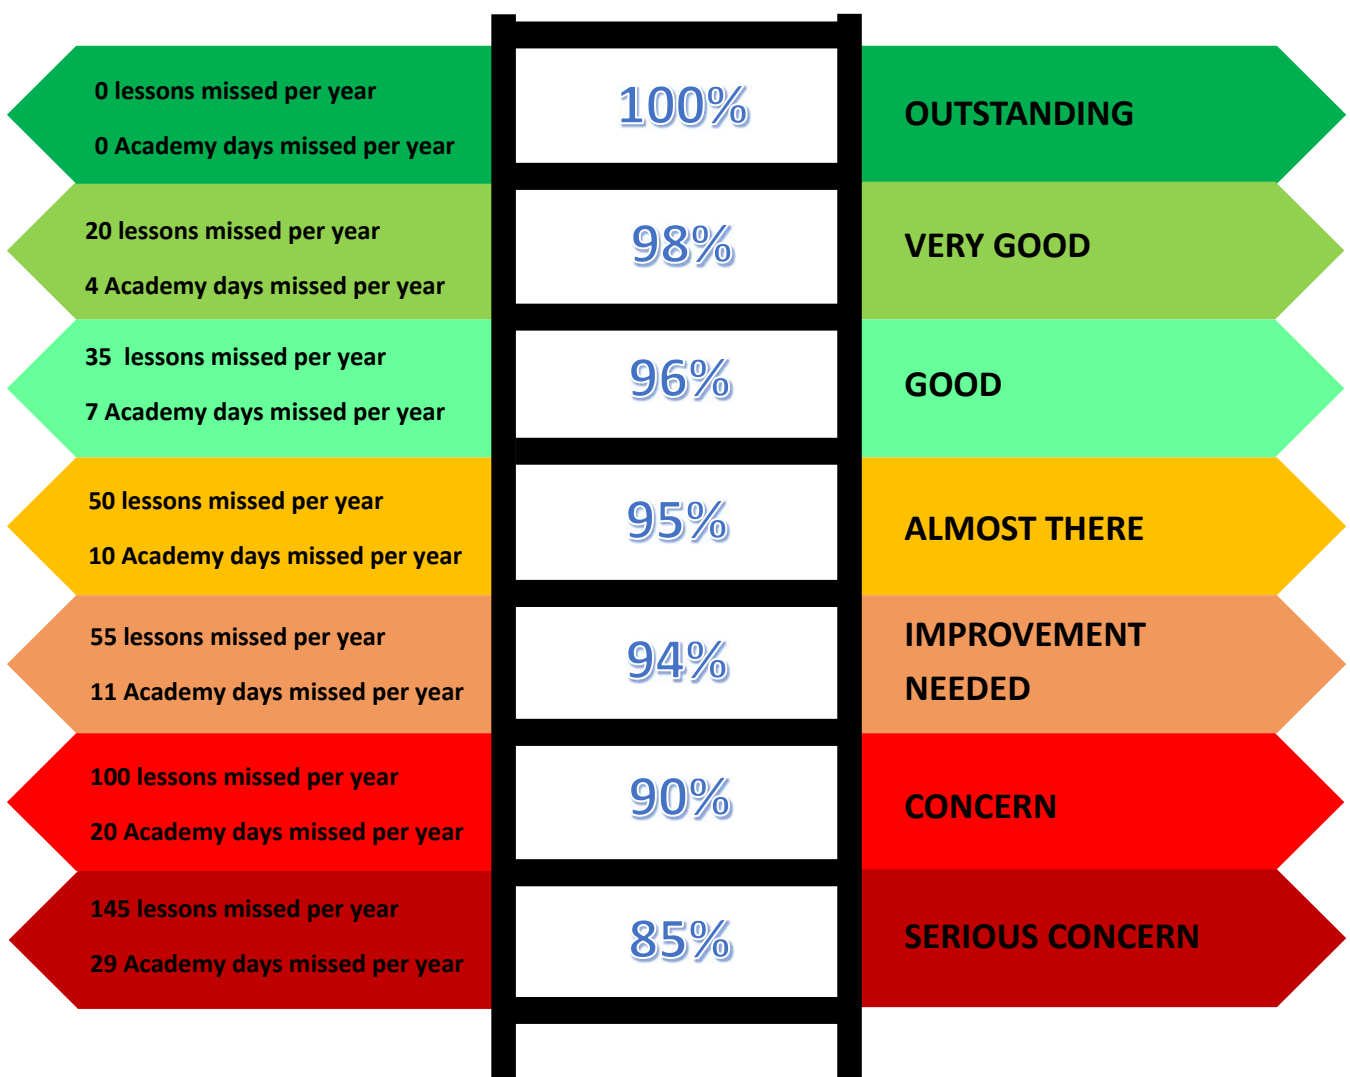 0 lessons missed per year
0 Academy days missed per year
100%
OUTSTANDING
20 lessons missed per year
4 Academy days missed per year
98%
VERY GOOD
35  lessons missed per year
7 Academy days missed per year
96%
GOOD
50 lessons missed per year
10 Academy days missed per year
95%
ALMOST THERE
55 lessons missed per year
11 Academy days missed per year
94%
IMPROVEMENT
NEEDED
100 lessons missed per year
20 Academy days missed per year
90%
CONCERN
145 lessons missed per year
29 Academy days missed per year
85%
SERIOUS CONCERN